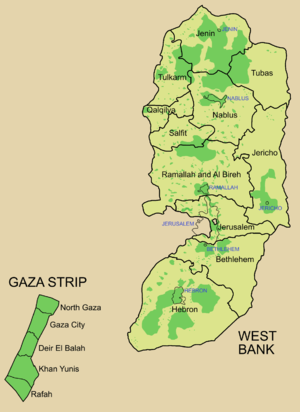 Jenin
JENIN
Tulkarm
Tubas
NABLUS
Qalqilya
Nablus
Salfit
Jericho
Ramallah and Al Bireh
RAMALLAH
JERICHO
JERUSALEM
Jerusalem
BETHLEHEM
Bethlehem
GAZA STRIP
HEBRON
North Gaza
Hebron
Gaza City
WEST
BANK
Deir El Balah
Khan Yunis
Rafah